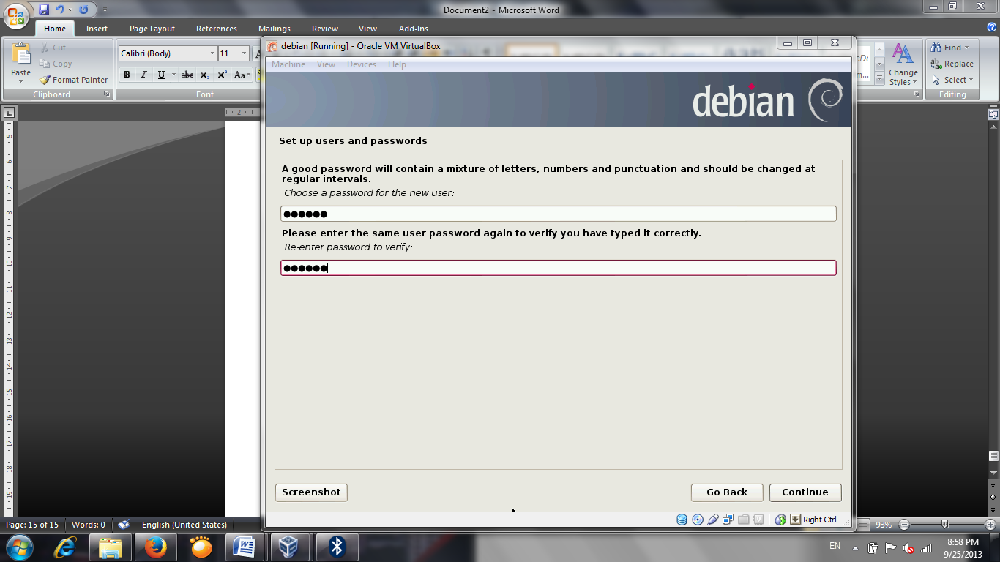 Document2 - Microsoft Word
Home Insert Page Layout References Mailings Review View Add-Ins
Paste
Cut
Copy
Format Painter
Clipboard
Calibri (Body) 11
B I U abc X₂ X² Aa
Font
Change Styles
Find
Replace
Select
Editing
debian [Running] - Oracle VM VirtualBox
Machine View Devices Help
debian
Set up users and passwords
A good password will contain a mixture of letters, numbers and punctuation and should be changed at
regular intervals.
Choose a password for the new user:
●●●●●●
Please enter the same user password again to verify you have typed it correctly.
Re-enter password to verify:
●●●●●●
Screenshot Go Back Continue
Right Ctrl
Page: 15 of 15 Words: 0 English (United States) 93%
EN
8:58 PM
9/25/2013